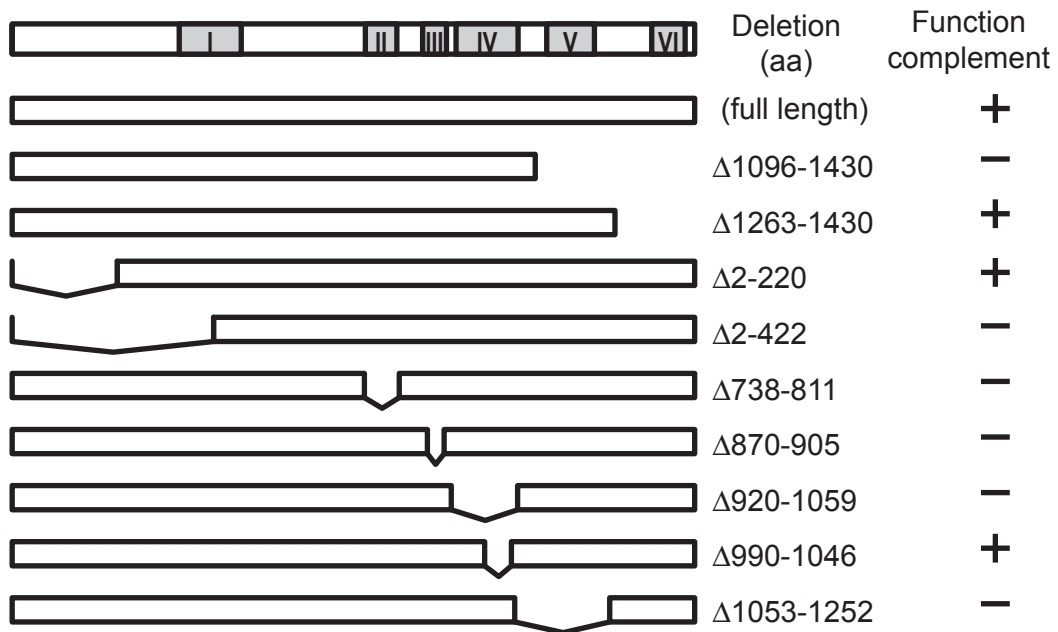 Deletion
(aa)
Function
complement
I II III IV V VI
(full length) +
Δ1096-1430 −
Δ1263-1430 +
Δ2-220 +
Δ2-422 −
Δ738-811 −
Δ870-905 −
Δ920-1059 −
Δ990-1046 +
Δ1053-1252 −